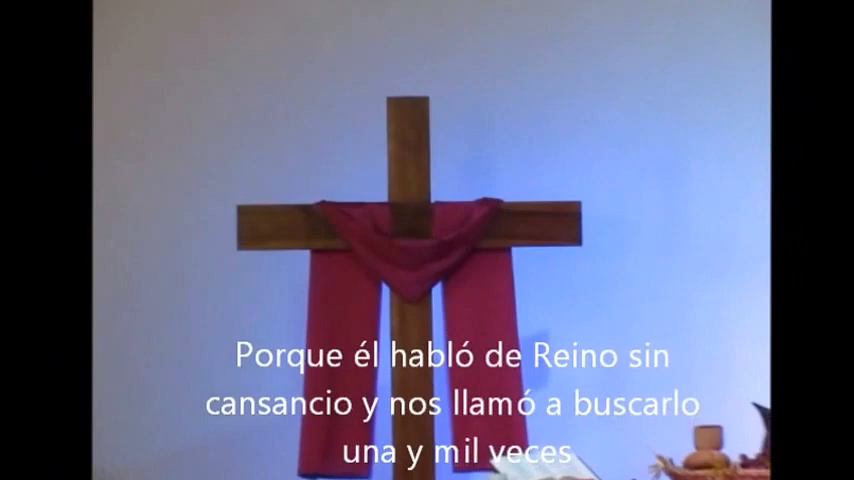 Porque él habló de Reino sin
cansancio y nos llamó a buscarlo
una y mil veces